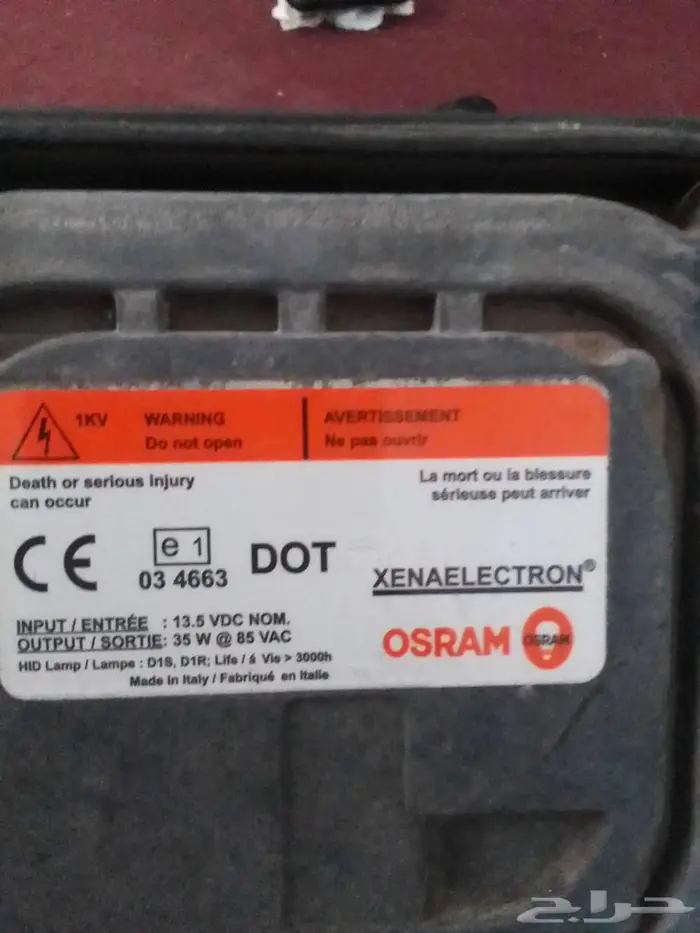 1KV WARNING AVERTISSEMENT
Do not open Ne pas ouvrir
Death or serious injury
can occur
La mort ou la blessure
sérieuse peut arriver
CE e 1 DOT
03 4663
XENAELECTRON®
INPUT / ENTRÉE : 13.5 VDC NOM.
OUTPUT / SORTIE: 35 W @ 85 VAC
HID Lamp / Lampe : D1S, D1R; Life / á Vie > 3000h
Made in Italy / Fabriqué en Italie
OSRAM OSRAM
حراج